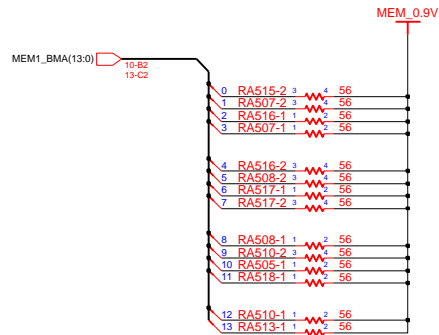 MEM_0.9V
MEM1_BMA(13:0)
10-B2
13-C2
0 RA515-2 3 4 56
1 RA507-2 3 4 56
2 RA516-1 1 2 56
3 RA507-1 1 2 56
4 RA516-2 3 4 56
5 RA508-2 3 4 56
6 RA517-1 1 2 56
7 RA517-2 3 4 56
8 RA508-1 1 2 56
9 RA510-2 3 4 56
10 RA505-1 1 2 56
11 RA518-1 1 2 56
12 RA510-1 1 2 56
13 RA513-1 1 2 56